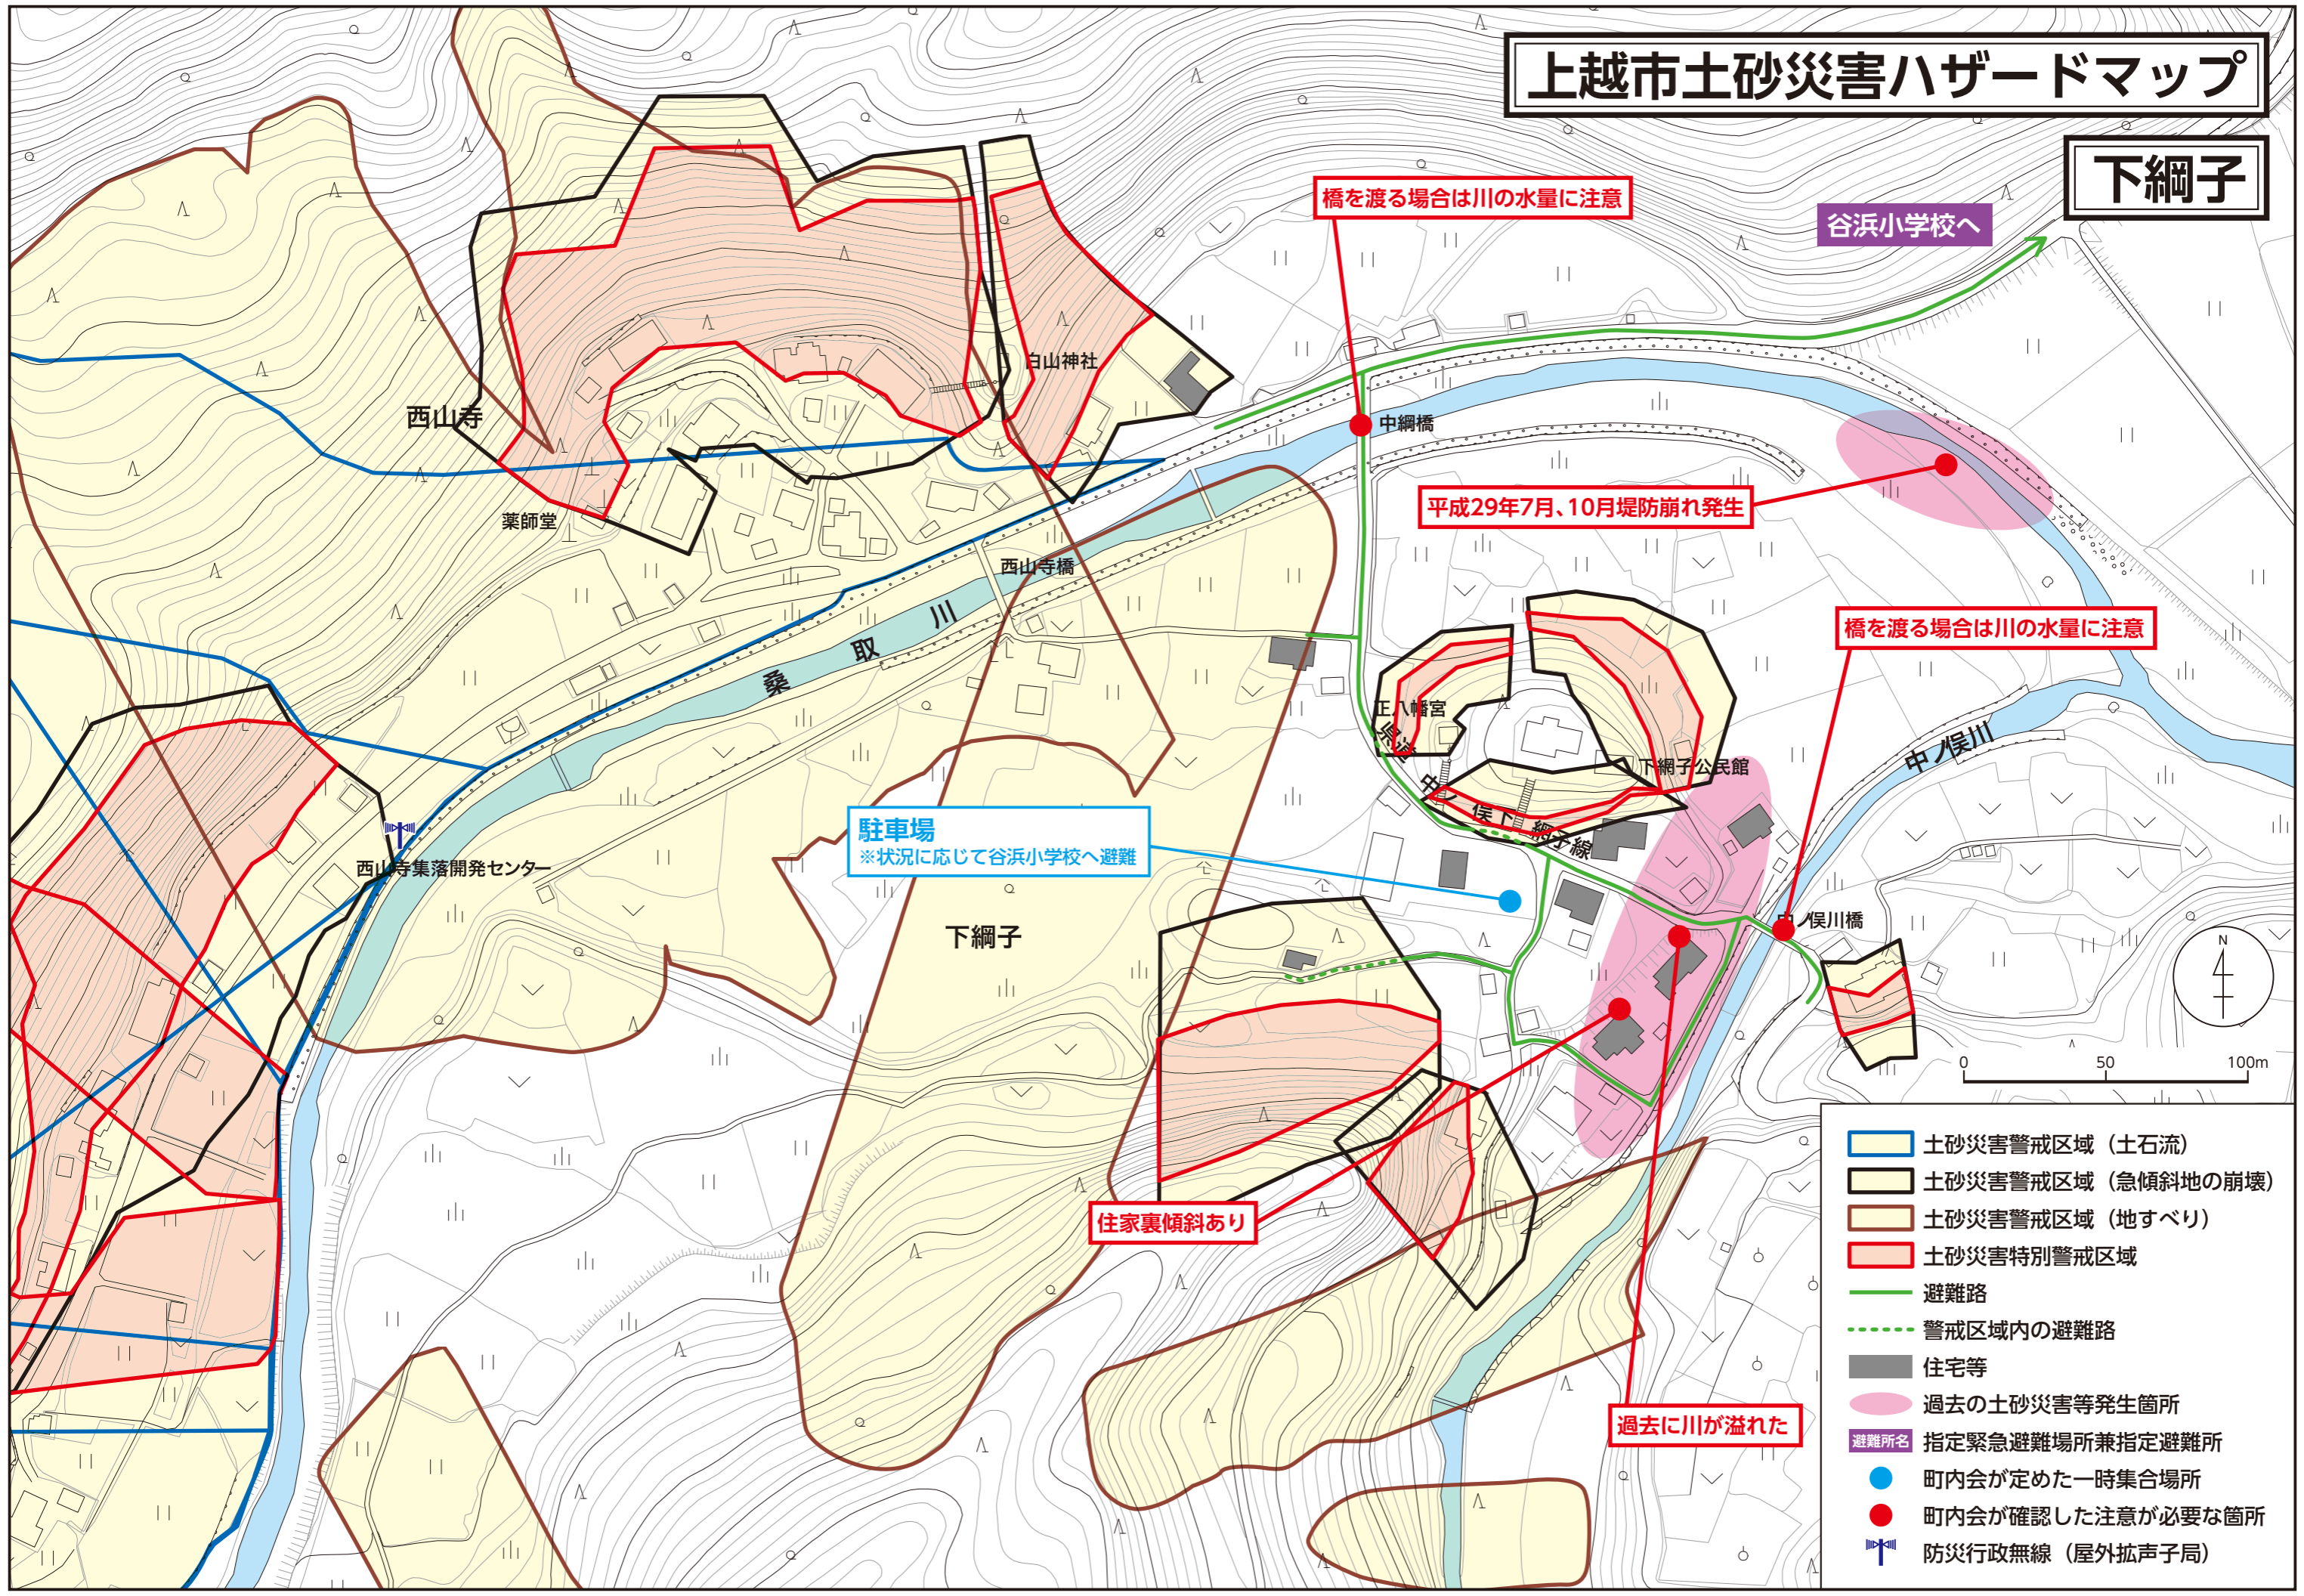 上越市土砂災害ハザードマップ
下綱子
橋を渡る場合は川の水量に注意
谷浜小学校へ
白山神社
西山寺
中綱橋
薬師堂
平成29年7月、10月堤防崩れ発生
西山寺橋
桑取川
橋を渡る場合は川の水量に注意
正八幡宮
県道 中ノ俣下綱子線
下綱子公民館
中ノ俣川
駐車場
※状況に応じて谷浜小学校へ避難
西山寺集落開発センター
下綱子
中ノ俣川橋
N
0 50 100m
住家裏傾斜あり
過去に川が溢れた
土砂災害警戒区域（土石流）
土砂災害警戒区域（急傾斜地の崩壊）
土砂災害警戒区域（地すべり）
土砂災害特別警戒区域
避難路
警戒区域内の避難路
住宅等
過去の土砂災害等発生箇所
避難所名 指定緊急避難場所兼指定避難所
町内会が定めた一時集合場所
町内会が確認した注意が必要な箇所
防災行政無線（屋外拡声子局）